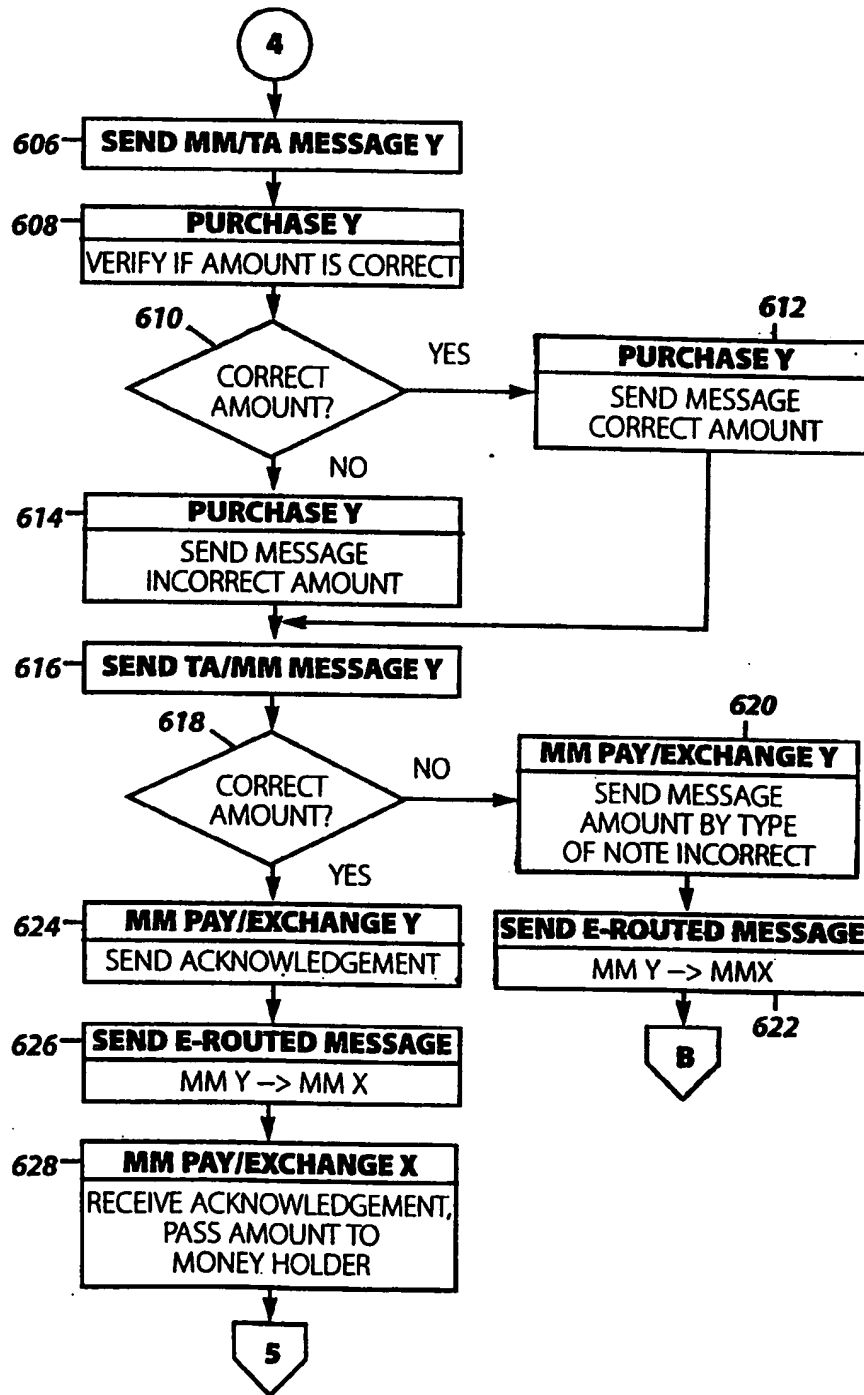 4
606
SEND MM/TA MESSAGE Y
608
PURCHASE Y
VERIFY IF AMOUNT IS CORRECT
610
CORRECT
AMOUNT?
YES
NO
612
PURCHASE Y
SEND MESSAGE
CORRECT AMOUNT
614
PURCHASE Y
SEND MESSAGE
INCORRECT AMOUNT
616
SEND TA/MM MESSAGE Y
618
CORRECT
AMOUNT?
NO
YES
620
MM PAY/EXCHANGE Y
SEND MESSAGE
AMOUNT BY TYPE
OF NOTE INCORRECT
SEND E-ROUTED MESSAGE
MM Y –> MMX
622
B
624
MM PAY/EXCHANGE Y
SEND ACKNOWLEDGEMENT
626
SEND E-ROUTED MESSAGE
MM Y –> MM X
628
MM PAY/EXCHANGE X
RECEIVE ACKNOWLEDGEMENT,
PASS AMOUNT TO
MONEY HOLDER
5